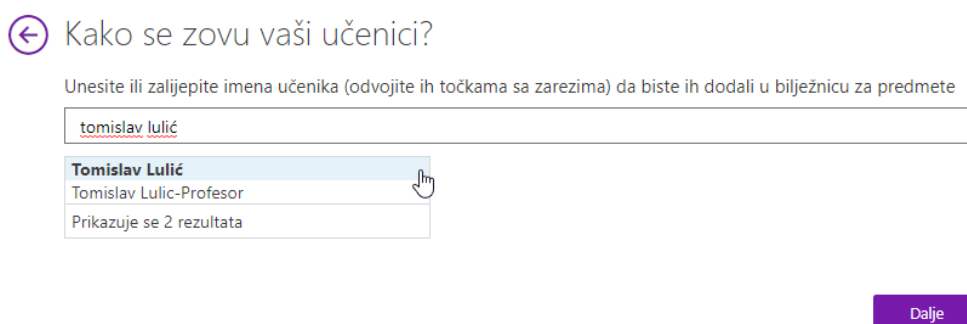 Kako se zovu vaši učenici?
Unesite ili zalijepite imena učenika (odvojite ih točkama sa zarezima) da biste ih dodali u bilježnicu za predmete
tomislav lulić
Tomislav Lulić
Tomislav Lulic-Profesor
Prikazuje se 2 rezultata
Dalje